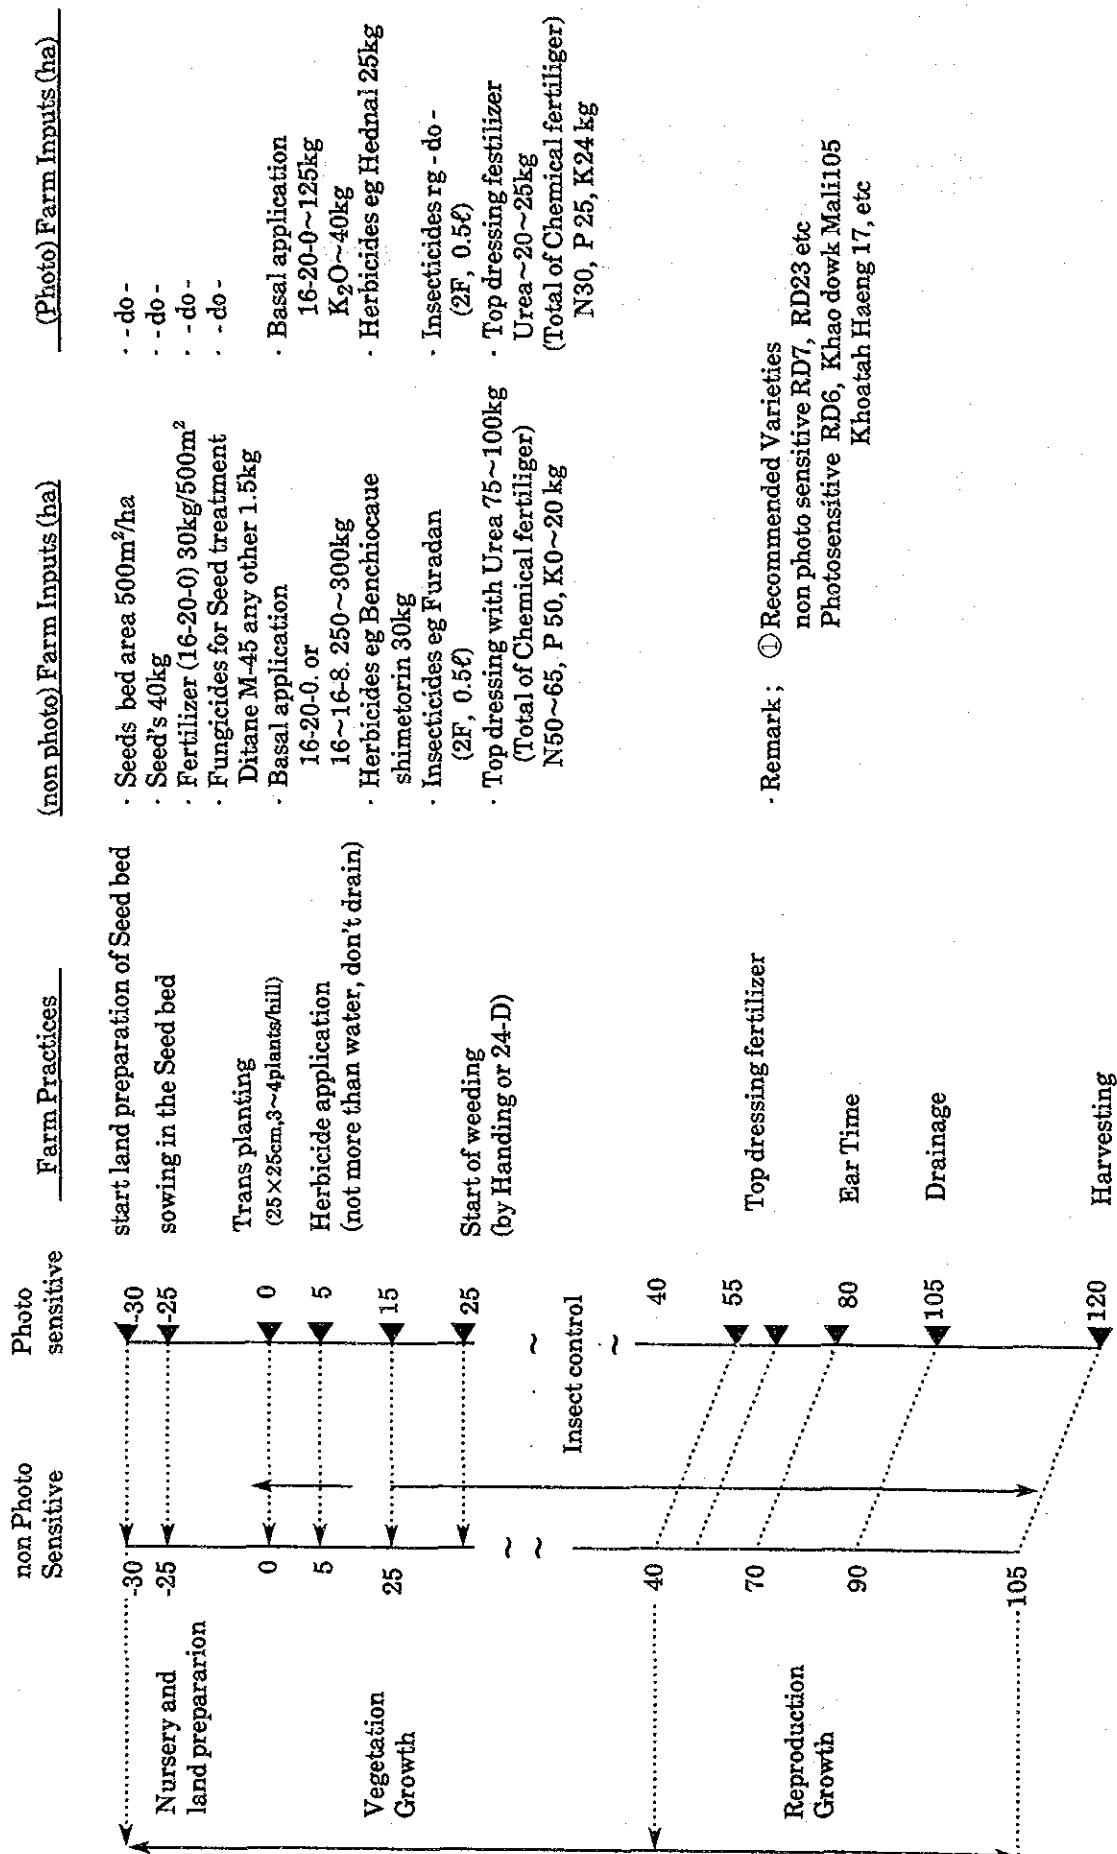 non Photo
Sensitive
Photo
sensitive
Farm Practices
(non photo) Farm Inputs (ha)
(Photo) Farm Inputs (ha)
Nursery and
land prepararion
Vegetation
Growth
Reproduction
Growth
-30
-25
0
5
25
40
70
90
105
-30
-25
0
5
15
25
40
55
80
105
120
~
~
~
~
Insect control
start land preparation of Seed bed
sowing in the Seed bed
Trans planting
(25×25cm,3~4plants/hill)
Herbicide application
(not more than water, don't drain)
Start of weeding
(by Handing or 24-D)
Top dressing fertilizer
Ear Time
Drainage
Harvesting
· Seeds bed area 500m²/ha
· Seed's 40kg
· Fertilizer (16-20-0) 30kg/500m²
· Fungicides for Seed treatment
Ditane M-45 any other 1.5kg
· Basal application
16-20-0. or
16~16-8. 250~300kg
· Herbicides eg Benchiocaue
shimetorin 30kg
· Insecticides eg Furadan
(2F, 0.5ℓ)
· Top dressing with Urea 75~100kg
(Total of Chemical fertiliger)
N50~65, P 50, K0~20 kg
· - do -
· - do -
· - do -
· - do -
· Basal application
16-20-0~125kg
K₂O~40kg
· Herbicides eg Hednal 25kg
· Insecticides rg - do -
(2F, 0.5ℓ)
· Top dressing festilizer
Urea~20~25kg
(Total of Chemical fertiliger)
N30, P 25, K24 kg
· Remark ; ① Recommended Varieties
non photo sensitive RD7, RD23 etc
Photosensitive RD6, Khao dowk Mali105
Khoatah Haeng 17, etc